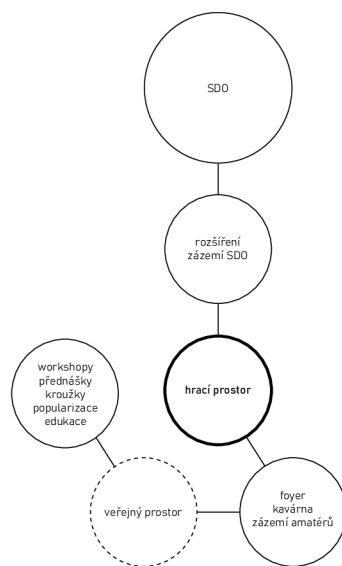 SDO
rozšíření
zázemí SDO
hrací prostor
workshopy
přednášky
kroužky
popularizace
edukace
veřejný prostor
foyer
kavárna
zázemí amatérů